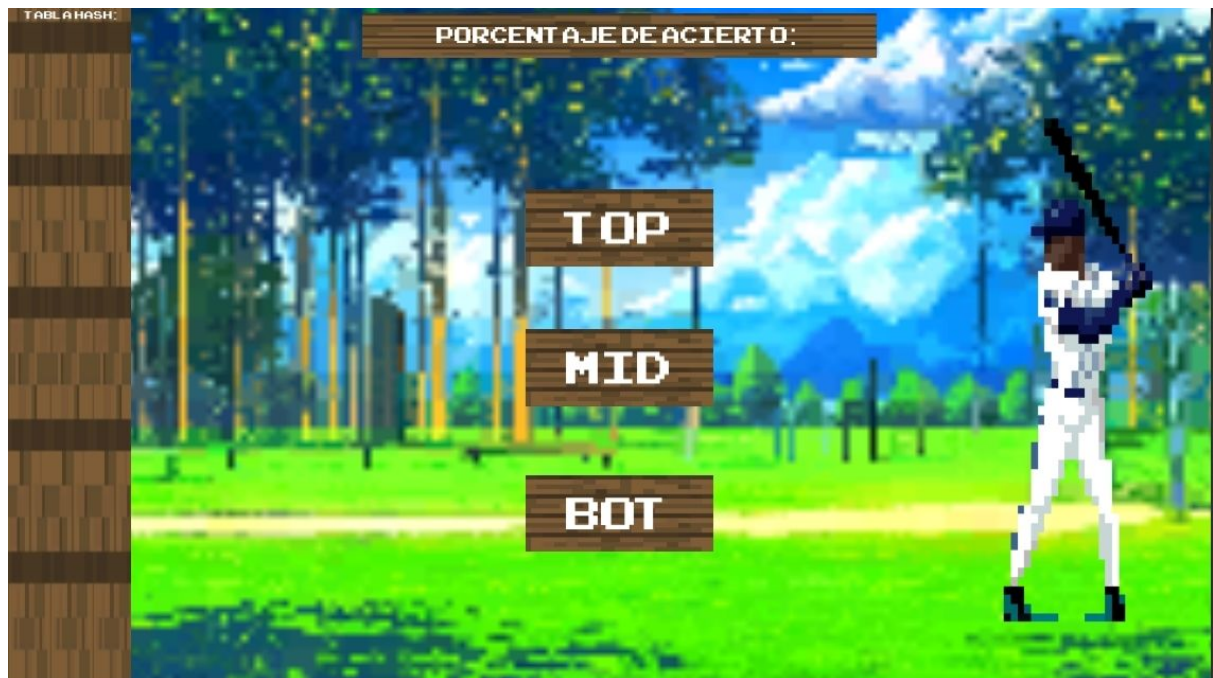 TABLA HASH:
PORCENTAJE DE ACIERTO:
TOP
MID
BOT